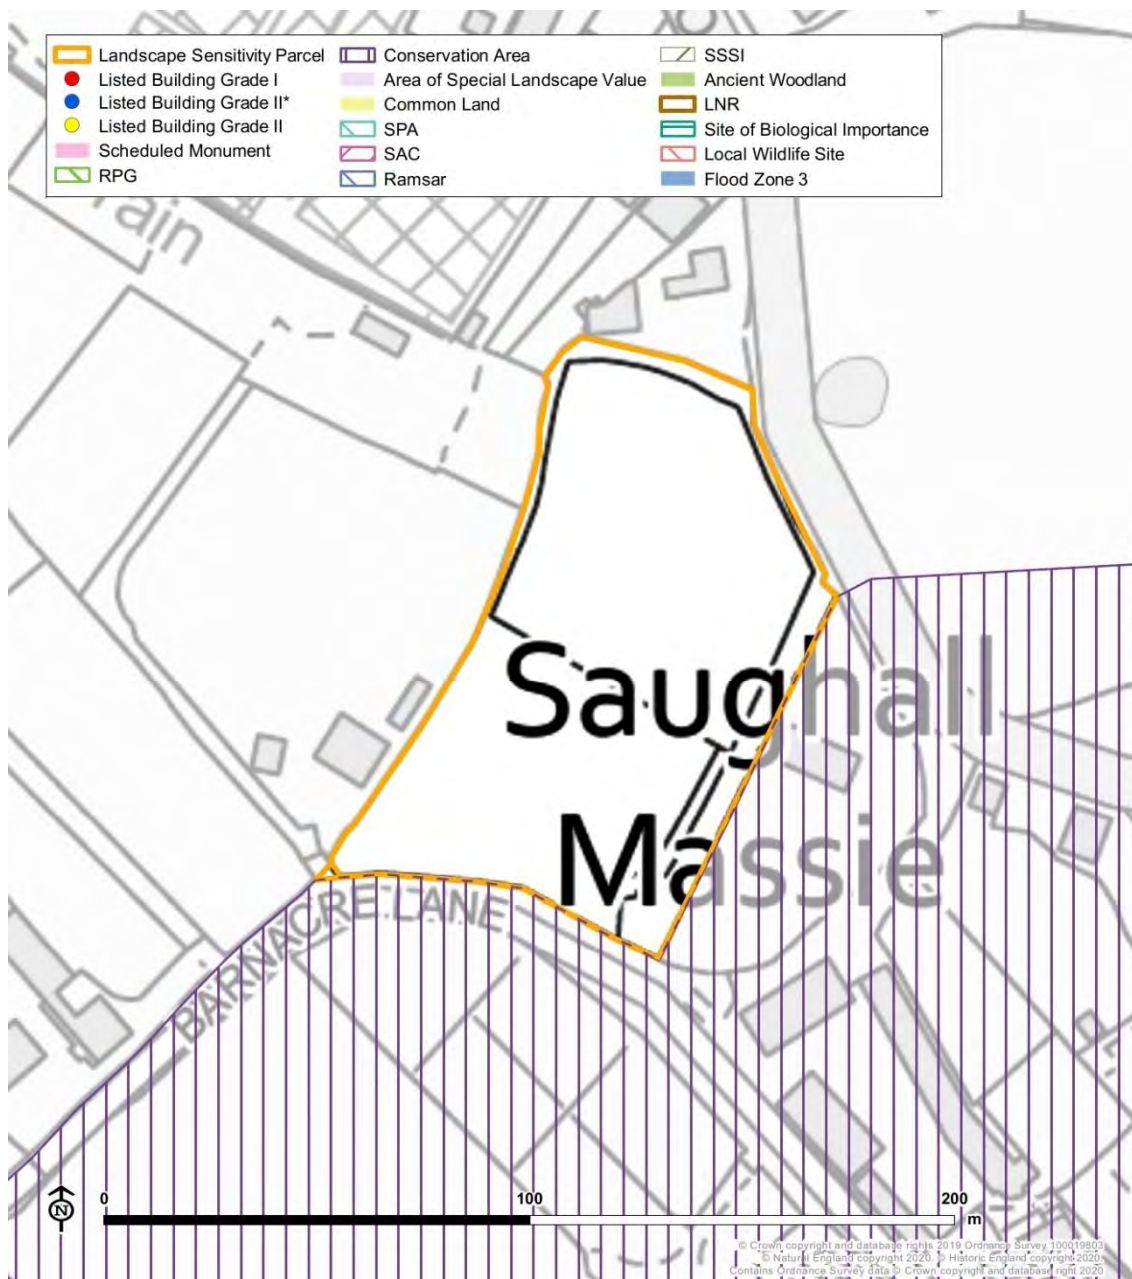 Landscape Sensitivity Parcel
Listed Building Grade I
Listed Building Grade II*
Listed Building Grade II
Scheduled Monument
RPG
Conservation Area
Area of Special Landscape Value
Common Land
SPA
SAC
Ramsar
SSSI
Ancient Woodland
LNR
Site of Biological Importance
Local Wildlife Site
Flood Zone 3
Saughall
Massie
BARNACRE LANE
N
0 100 200 m
© Crown copyright and database rights 2019 Ordnance Survey 100019803
© Natural England copyright 2020, © Historic England copyright 2020,
Contains Ordnance Survey data © Crown copyright and database right 2020